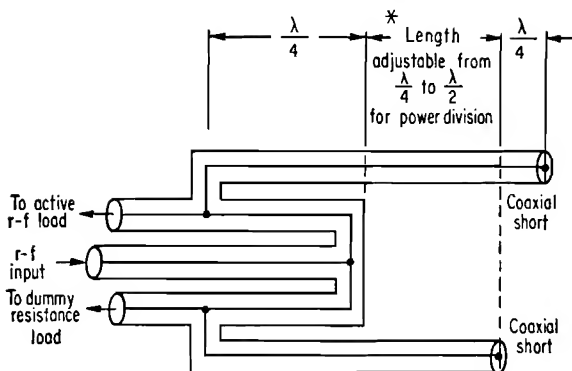 λ/4
*
Length
adjustable from
λ/4 to λ/2
for power division
λ/4
To active
r-f load
Coaxial
short
r-f
input
To dummy
resistance
load
Coaxial
short